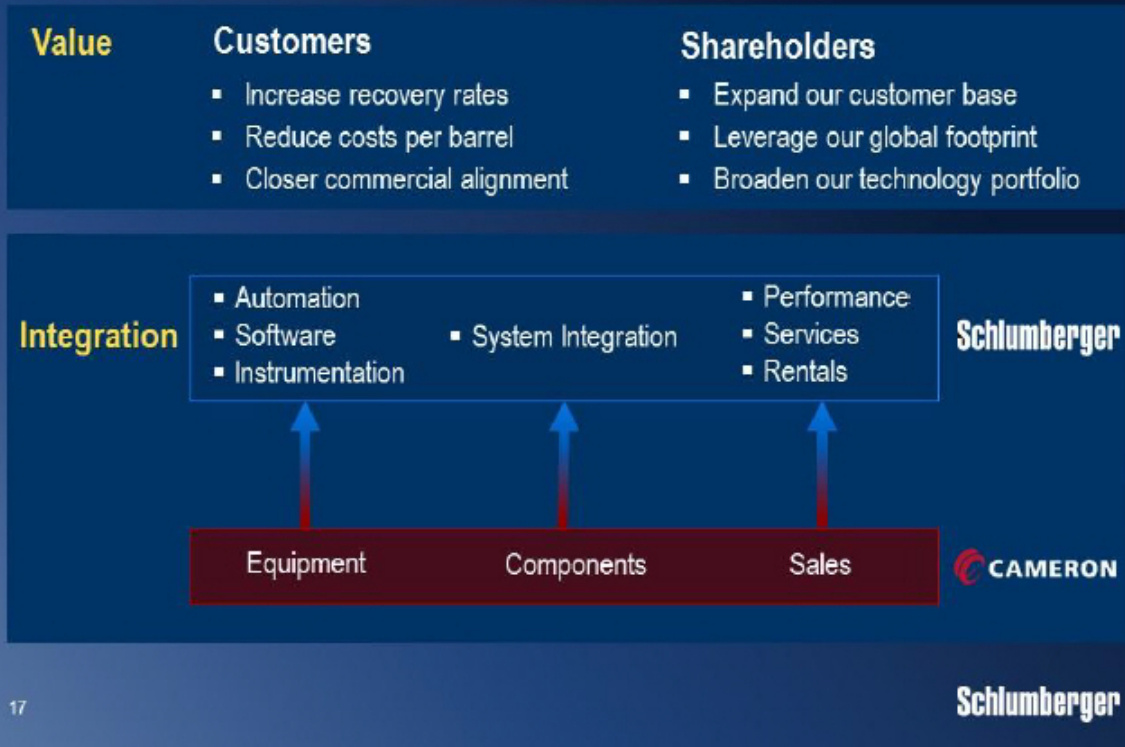 Value
Customers
Increase recovery rates
Reduce costs per barrel
Closer commercial alignment
Shareholders
Expand our customer base
Leverage our global footprint
Broaden our technology portfolio
Integration
Automation
Software
Instrumentation
System Integration
Performance
Services
Rentals
Schlumberger
Equipment
Components
Sales
CAMERON
17
Schlumberger